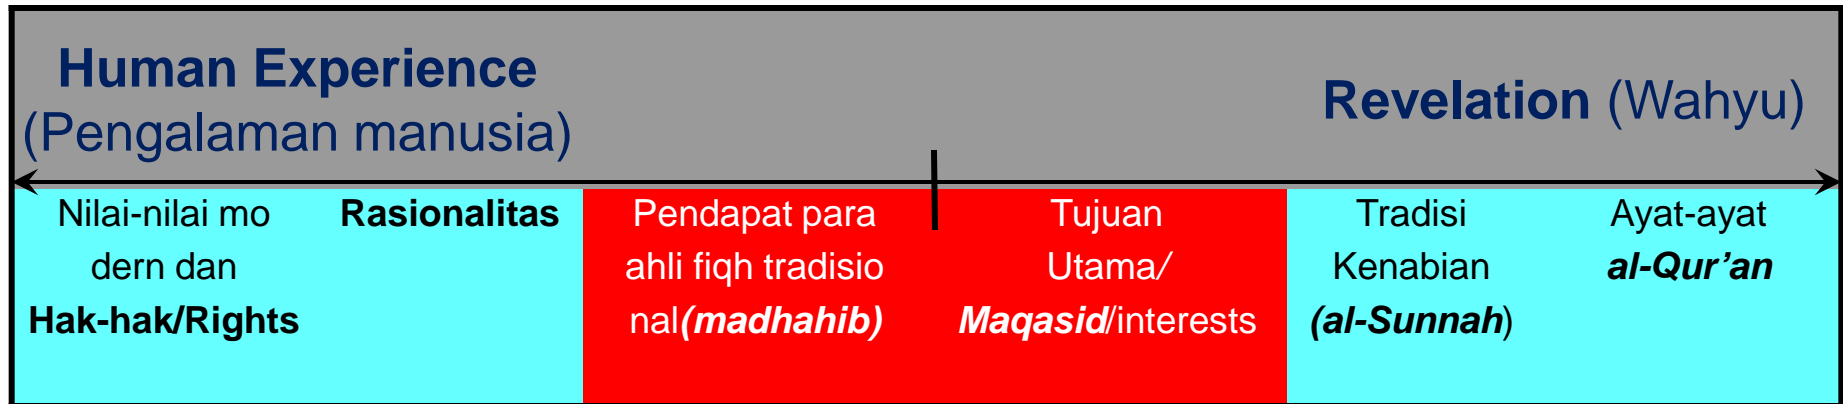 Human Experience
(Pengalaman manusia)
Revelation (Wahyu)
Nilai-nilai mo
dern dan
Hak-hak/Rights
Rasionalitas
Pendapat para
ahli fiqh tradisio
nal(madhahib)
Tujuan
Utama/
Maqasid/interests
Tradisi
Kenabian
(al-Sunnah)
Ayat-ayat
al-Qur’an